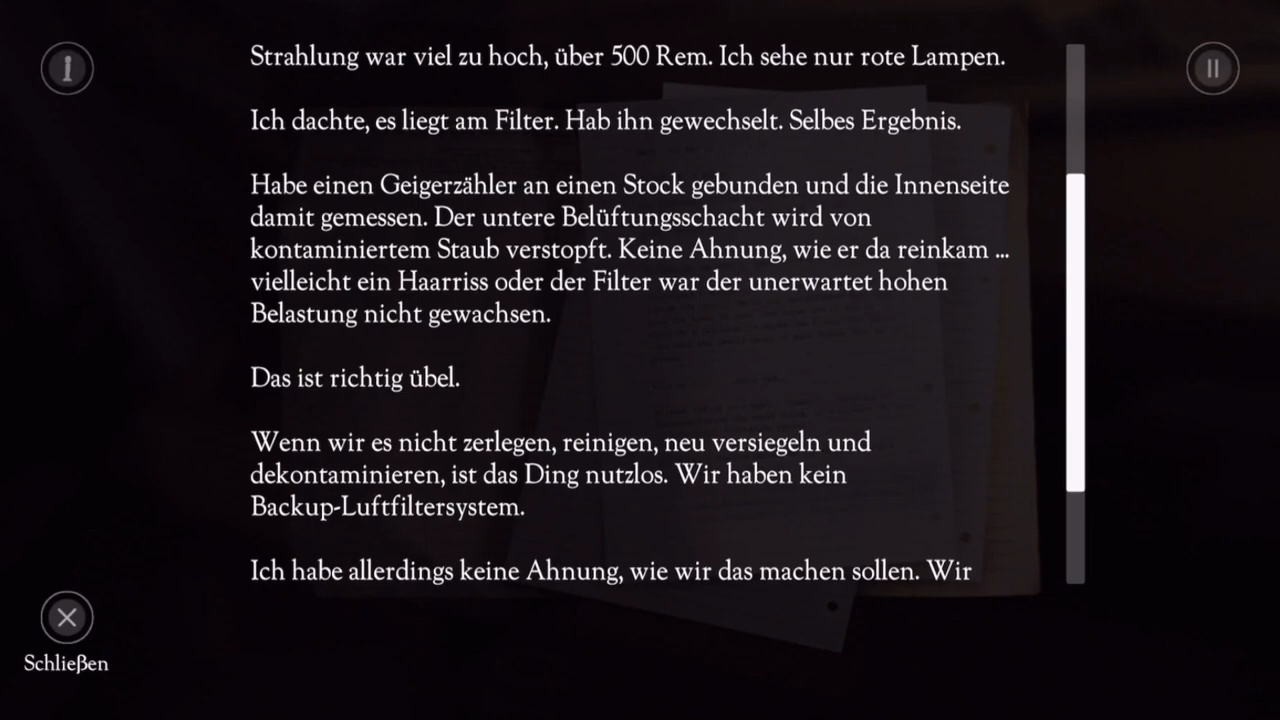 Strahlung war viel zu hoch, über 500 Rem. Ich sehe nur rote Lampen.
Ich dachte, es liegt am Filter. Hab ihn gewechselt. Selbes Ergebnis.
Habe einen Geigerzähler an einen Stock gebunden und die Innenseite
damit gemessen. Der untere Belüftungsschacht wird von
kontaminiertem Staub verstopft. Keine Ahnung, wie er da reinkam ...
vielleicht ein Haarriss oder der Filter war der unerwartet hohen
Belastung nicht gewachsen.
Das ist richtig übel.
Wenn wir es nicht zerlegen, reinigen, neu versiegeln und
dekontaminieren, ist das Ding nutzlos. Wir haben kein
Backup-Luftfiltersystem.
Ich habe allerdings keine Ahnung, wie wir das machen sollen. Wir
Schließen